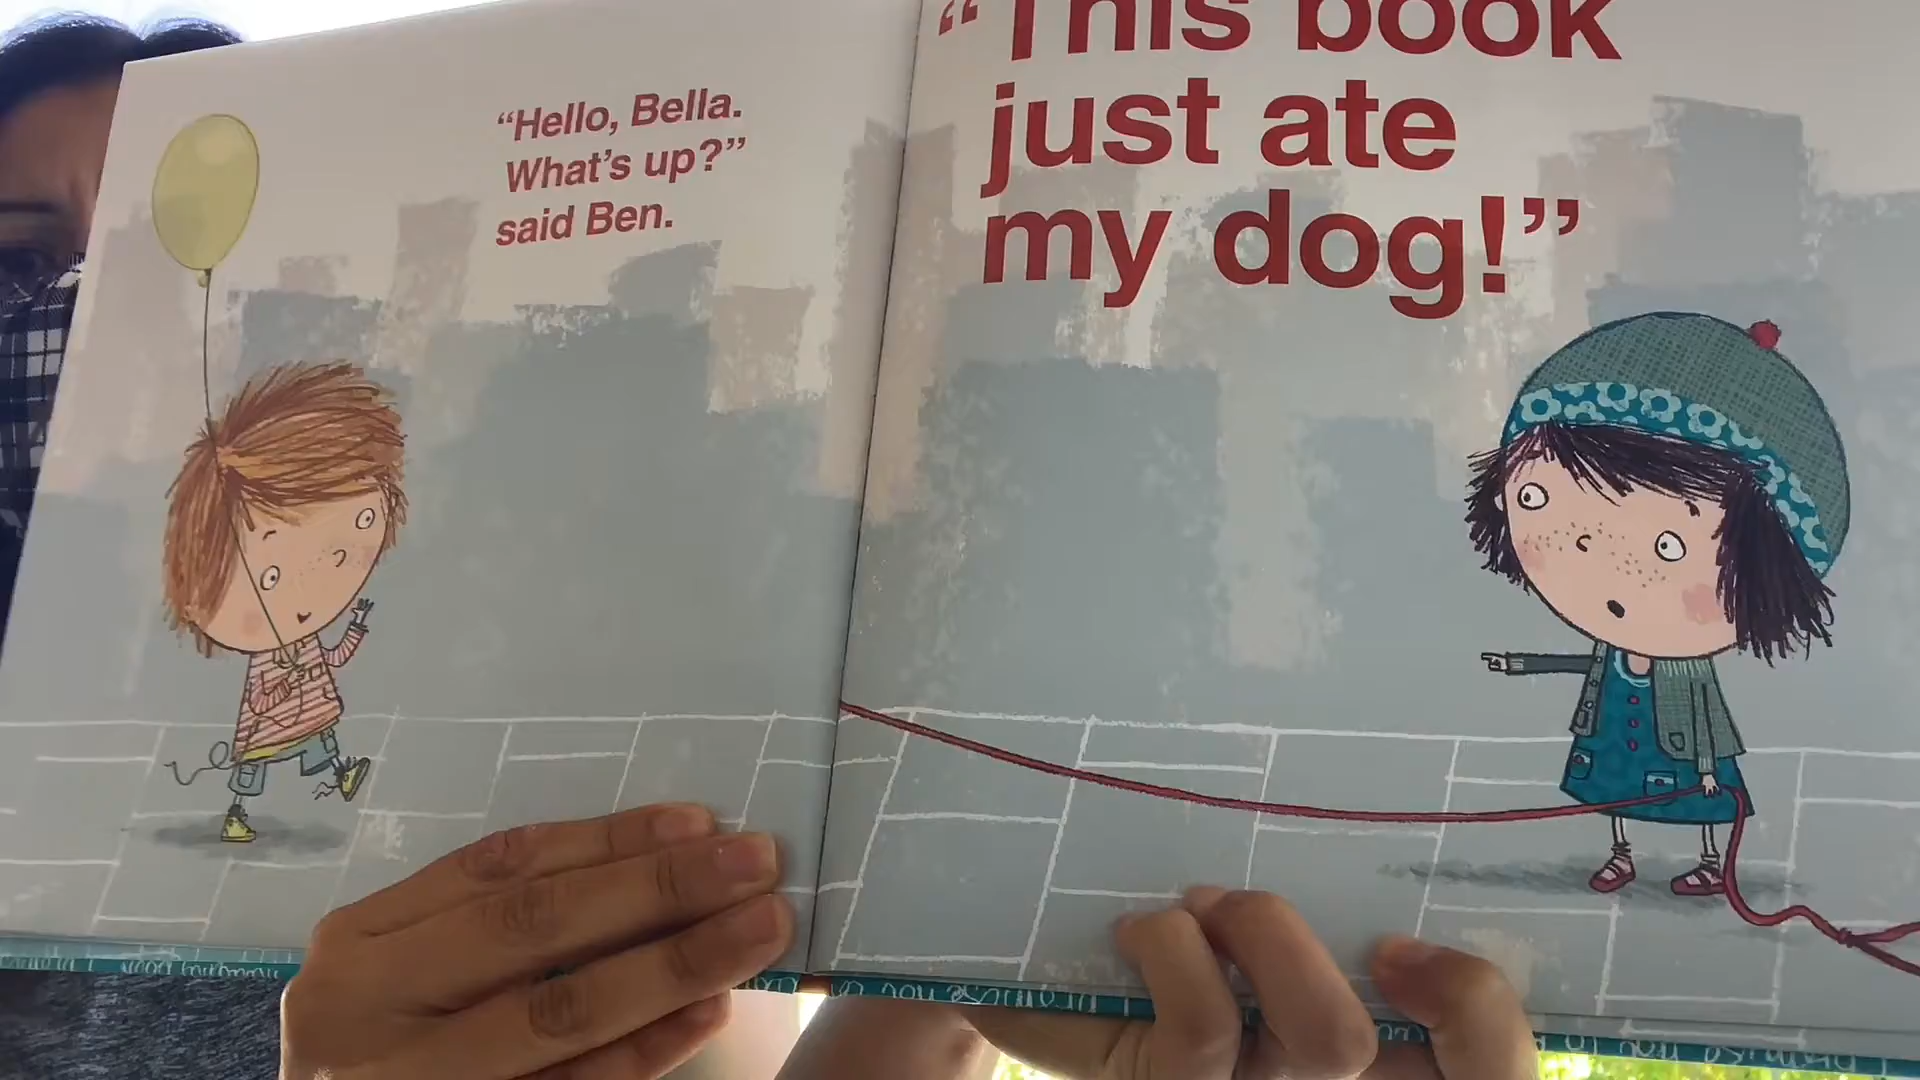 “Hello, Bella.
What’s up?”
said Ben.
“This book
just ate
my dog!”